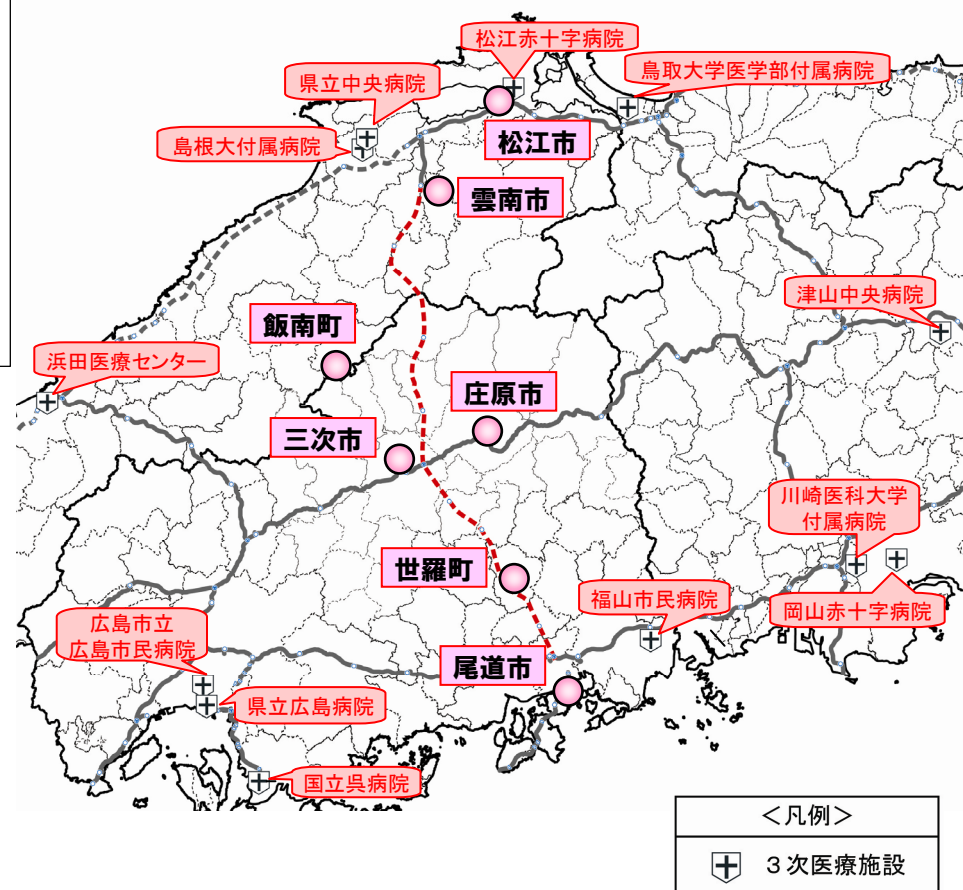 松江赤十字病院
鳥取大学医学部付属病院
県立中央病院
島根大付属病院
松江市
雲南市
津山中央病院
飯南町
浜田医療センター
庄原市
三次市
川崎医科大学
付属病院
世羅町
福山市民病院
岡山赤十字病院
広島市立
広島市民病院
尾道市
県立広島病院
国立呉病院
＜凡例＞
３次医療施設